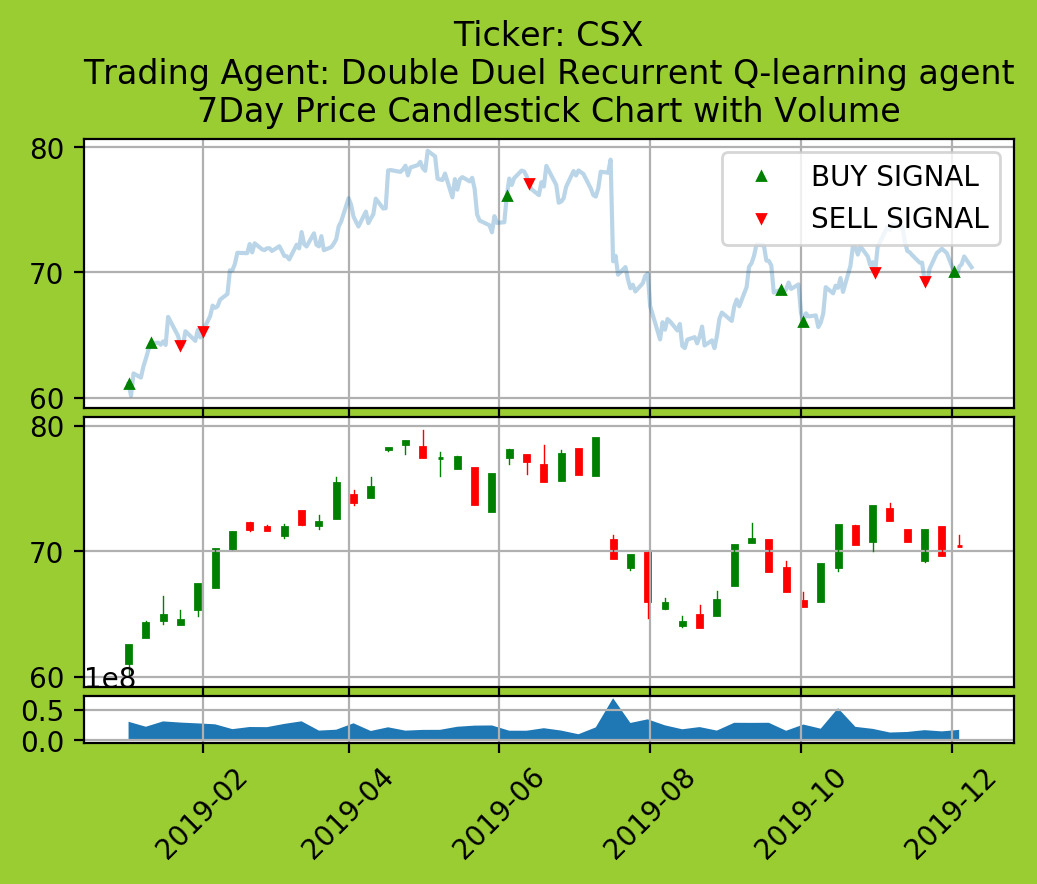 Ticker: CSX
Trading Agent: Double Duel Recurrent Q-learning agent
7Day Price Candlestick Chart with Volume
80
70
60
BUY SIGNAL
SELL SIGNAL
80
70
60
1e8
0.5
0.0
2019-02
2019-04
2019-06
2019-08
2019-10
2019-12